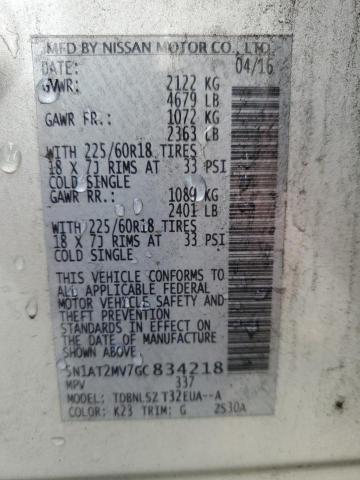 MFD BY NISSAN MOTOR CO., LTD.
DATE: 04/16
GVWR: 2122 KG
4679 LB
GAWR FR.: 1072 KG
2363 LB
WITH 225/60R18 TIRES
18 X 7J RIMS AT 33 PSI
COLD SINGLE
GAWR RR.: 1089 KG
2401 LB
WITH 225/60R18 TIRES
18 X 7J RIMS AT 33 PSI
COLD SINGLE
THIS VEHICLE CONFORMS TO
ALL APPLICABLE FEDERAL
MOTOR VEHICLE SAFETY AND
THEFT PREVENTION
STANDARDS IN EFFECT ON
THE DATE OF MANUFACTURE
SHOWN ABOVE.
5N1AT2MV7GC834218
MPV 337
MODEL: TDBNLSZ T32EUA--A
COLOR: K23 TRIM: G 2S30A